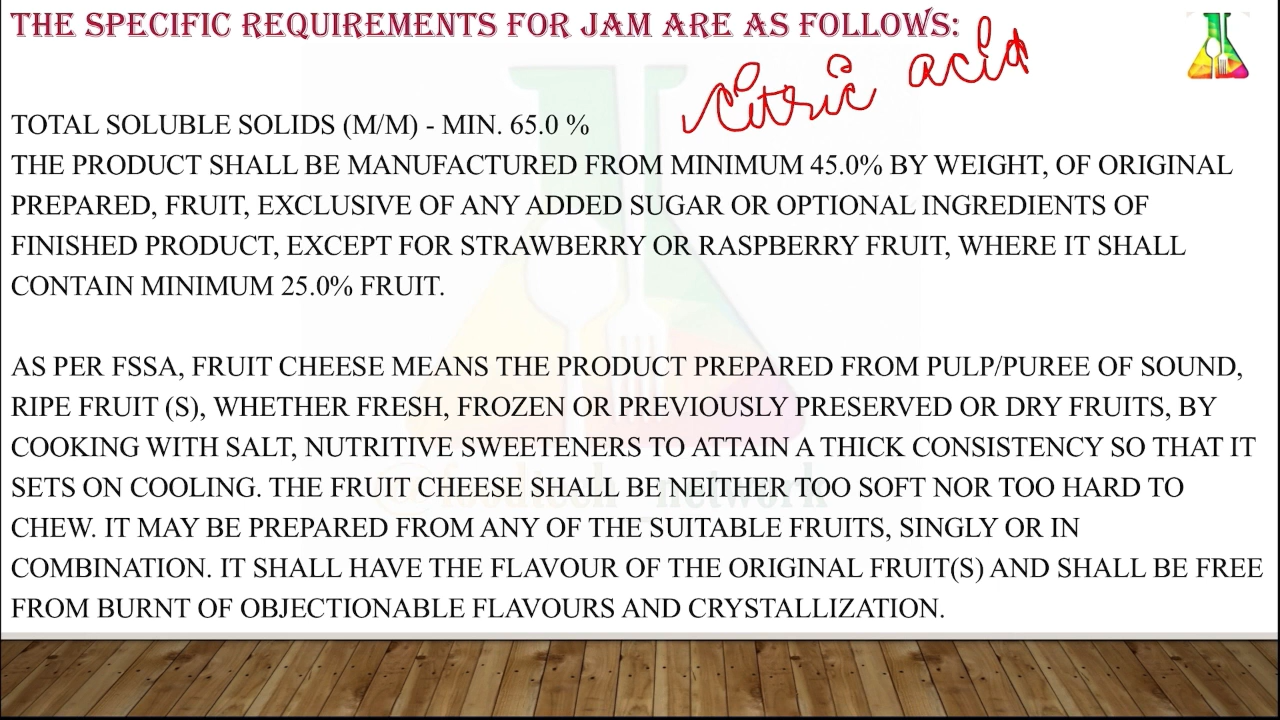 THE SPECIFIC REQUIREMENTS FOR JAM ARE AS FOLLOWS:
Citric acid
TOTAL SOLUBLE SOLIDS (M/M) - MIN. 65.0 %
THE PRODUCT SHALL BE MANUFACTURED FROM MINIMUM 45.0% BY WEIGHT, OF ORIGINAL
PREPARED, FRUIT, EXCLUSIVE OF ANY ADDED SUGAR OR OPTIONAL INGREDIENTS OF
FINISHED PRODUCT, EXCEPT FOR STRAWBERRY OR RASPBERRY FRUIT, WHERE IT SHALL
CONTAIN MINIMUM 25.0% FRUIT.
AS PER FSSA, FRUIT CHEESE MEANS THE PRODUCT PREPARED FROM PULP/PUREE OF SOUND,
RIPE FRUIT (S), WHETHER FRESH, FROZEN OR PREVIOUSLY PRESERVED OR DRY FRUITS, BY
COOKING WITH SALT, NUTRITIVE SWEETENERS TO ATTAIN A THICK CONSISTENCY SO THAT IT
SETS ON COOLING. THE FRUIT CHEESE SHALL BE NEITHER TOO SOFT NOR TOO HARD TO
@foodtech network
CHEW. IT MAY BE PREPARED FROM ANY OF THE SUITABLE FRUITS, SINGLY OR IN
COMBINATION. IT SHALL HAVE THE FLAVOUR OF THE ORIGINAL FRUIT(S) AND SHALL BE FREE
FROM BURNT OF OBJECTIONABLE FLAVOURS AND CRYSTALLIZATION.